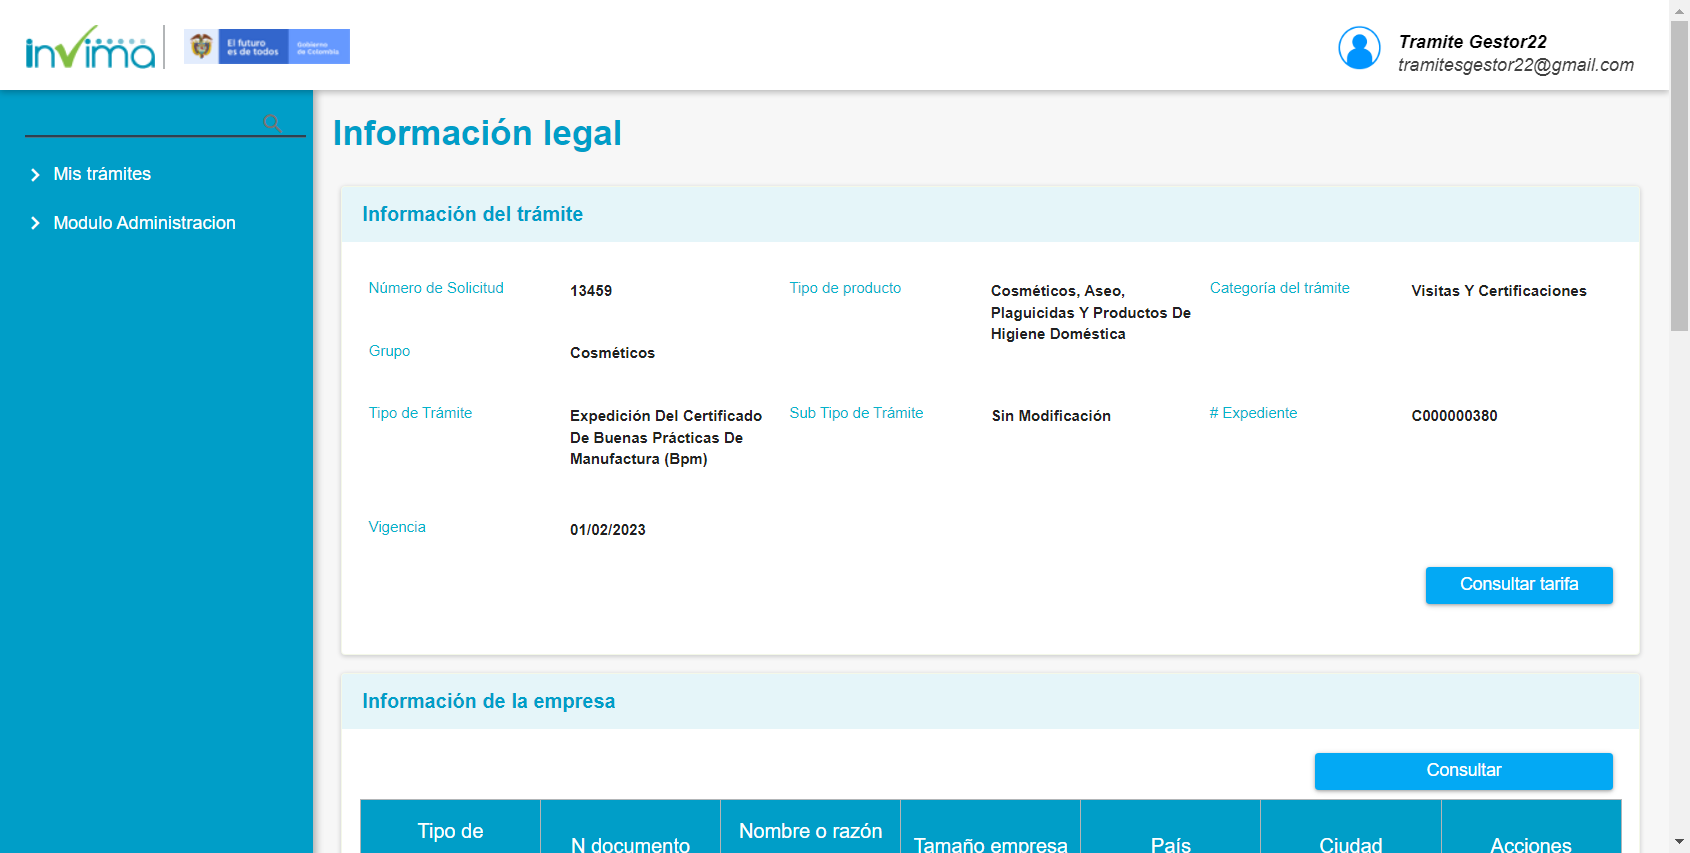 invima
El futuro
es de todos
Gobierno
de Colombia
Tramite Gestor22
tramitesgestor22@gmail.com
Mis trámites
Modulo Administracion
Información legal
Información del trámite
Número de Solicitud
13459
Tipo de producto
Cosméticos, Aseo,
Plaguicidas Y Productos De
Higiene Doméstica
Categoría del trámite
Visitas Y Certificaciones
Grupo
Cosméticos
Tipo de Trámite
Expedición Del Certificado
De Buenas Prácticas De
Manufactura (Bpm)
Sub Tipo de Trámite
Sin Modificación
# Expediente
C000000380
Vigencia
01/02/2023
Consultar tarifa
Información de la empresa
Consultar
Tipo de
N documento
Nombre o razón
Tamaño empresa
País
Ciudad
Acciones